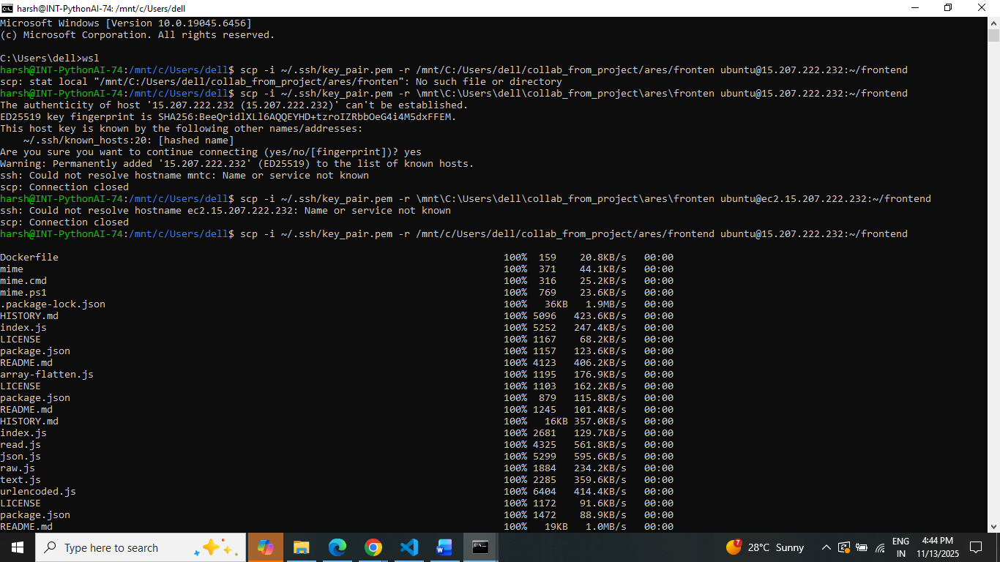 harsh@INT-PythonAI-74: /mnt/c/Users/dell
Microsoft Windows [Version 10.0.19045.6456]
(c) Microsoft Corporation. All rights reserved.
C:\Users\dell>wsl
harsh@INT-PythonAI-74:/mnt/c/Users/dell$ scp -i ~/.ssh/key_pair.pem -r /mnt/C:/Users/dell/collab_from_project/ares/fronten ubuntu@15.207.222.232:~/frontend
scp: stat local "/mnt/C:/Users/dell/collab_from_project/ares/fronten": No such file or directory
harsh@INT-PythonAI-74:/mnt/c/Users/dell$ scp -i ~/.ssh/key_pair.pem -r \mnt\C:\Users\dell\collab_from_project\ares\fronten ubuntu@15.207.222.232:~/frontend
The authenticity of host '15.207.222.232 (15.207.222.232)' can't be established.
ED25519 key fingerprint is SHA256:BeeQridlXLl6AQQEYHD+tzroIZRbbOeG4i4M5dxFFEM.
This host key is known by the following other names/addresses:
    ~/.ssh/known_hosts:20: [hashed name]
Are you sure you want to continue connecting (yes/no/[fingerprint])? yes
Warning: Permanently added '15.207.222.232' (ED25519) to the list of known hosts.
ssh: Could not resolve hostname mntc: Name or service not known
scp: Connection closed
harsh@INT-PythonAI-74:/mnt/c/Users/dell$ scp -i ~/.ssh/key_pair.pem -r \mnt\C:\Users\dell\collab_from_project\ares\fronten ubuntu@ec2.15.207.222.232:~/frontend
ssh: Could not resolve hostname ec2.15.207.222.232: Name or service not known
scp: Connection closed
harsh@INT-PythonAI-74:/mnt/c/Users/dell$ scp -i ~/.ssh/key_pair.pem -r /mnt/c/Users/dell/collab_from_project/ares/frontend ubuntu@15.207.222.232:~/frontend
Dockerfile 100% 159 20.8KB/s 00:00
mime 100% 371 44.1KB/s 00:00
mime.cmd 100% 316 25.2KB/s 00:00
mime.ps1 100% 769 23.6KB/s 00:00
.package-lock.json 100% 36KB 1.9MB/s 00:00
HISTORY.md 100% 5096 423.6KB/s 00:00
index.js 100% 5252 247.4KB/s 00:00
LICENSE 100% 1167 68.2KB/s 00:00
package.json 100% 1157 123.6KB/s 00:00
README.md 100% 4123 406.2KB/s 00:00
array-flatten.js 100% 1195 176.9KB/s 00:00
LICENSE 100% 1103 162.2KB/s 00:00
package.json 100% 879 115.8KB/s 00:00
README.md 100% 1245 101.4KB/s 00:00
HISTORY.md 100% 16KB 357.0KB/s 00:00
index.js 100% 2681 129.7KB/s 00:00
read.js 100% 4325 561.8KB/s 00:00
json.js 100% 5299 595.6KB/s 00:00
raw.js 100% 1884 234.2KB/s 00:00
text.js 100% 2285 359.6KB/s 00:00
urlencoded.js 100% 6404 414.4KB/s 00:00
LICENSE 100% 1172 91.6KB/s 00:00
package.json 100% 1472 88.9KB/s 00:00
README.md 100% 19KB 1.0MB/s 00:00
Type here to search
7
28°C Sunny
ENG
IN
4:44 PM
11/13/2025